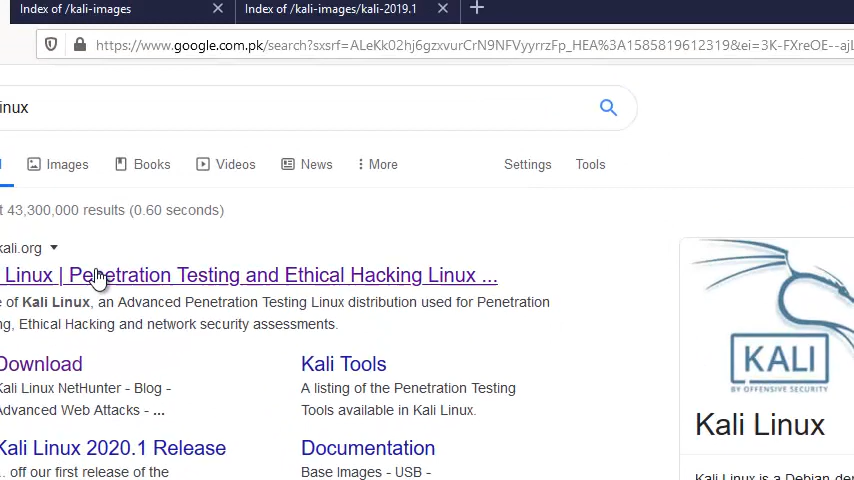 Index of /kali-images
Index of /kali-images/kali-2019.1
https://www.google.com.pk/search?sxsrf=ALeKk02hj6gzxvurCrN9NFVyyrrzFp_HEA%3A1585819612319&ei=3K-FXreOE--ajL
inux
Images Books Videos News More Settings Tools
t 43,300,000 results (0.60 seconds)
kali.org
Linux | Penetration Testing and Ethical Hacking Linux ...
e of Kali Linux, an Advanced Penetration Testing Linux distribution used for Penetration
ng, Ethical Hacking and network security assessments.
Download
Kali Linux NetHunter - Blog -
Advanced Web Attacks - ...
Kali Tools
A listing of the Penetration Testing
Tools available in Kali Linux.
Kali Linux 2020.1 Release
.. off our first release of the
Documentation
Base Images - USB -
KALI
BY OFFENSIVE SECURITY
Kali Linux
Kali Linux is a Debian-de